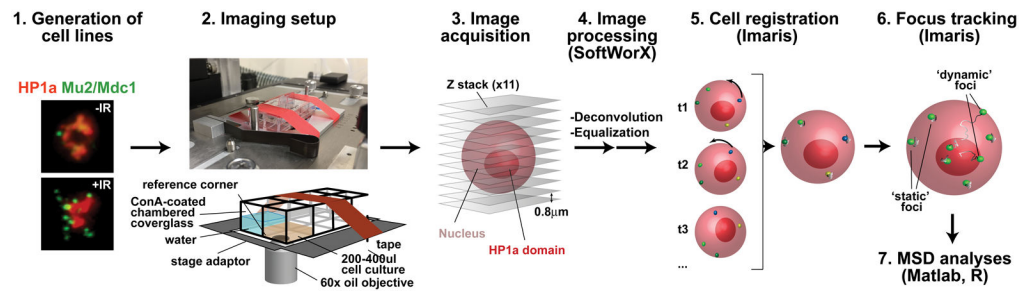 1. Generation of
cell lines
HP1a Mu2/Mdc1
-IR
+IR
2. Imaging setup
reference corner
ConA-coated
chambered
coverglass
water
stage adaptor
tape
200-400ul
cell culture
60x oil objective
3. Image
acquisition
Z stack (x11)
0.8μm
Nucleus
HP1a domain
4. Image
processing
(SoftWorX)
-Deconvolution
-Equalization
5. Cell registration
(Imaris)
t1
t2
t3
...
6. Focus tracking
(Imaris)
‘dynamic’
foci
‘static’
foci
7. MSD analyses
(Matlab, R)